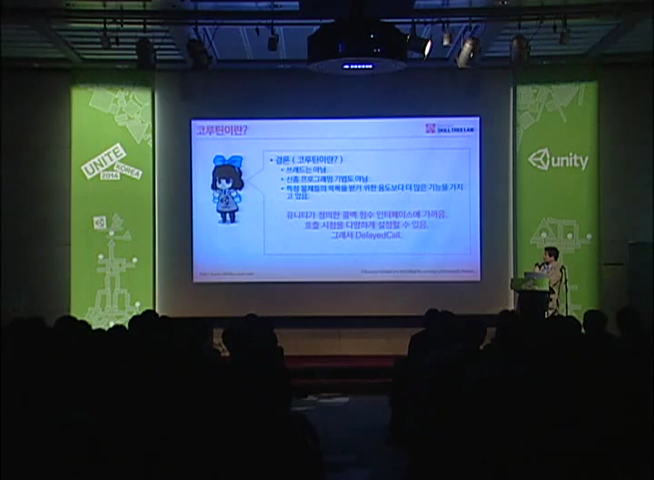 코루틴이란?
SKILLTREELAB
• 결론 ( 코루틴이란? )
• 쓰레드는 아님.
• 신종 프로그래밍 기법도 아님.
• 특정 물체들의 목록을 받기 위한 용도보다 더 많은 기능을 가지
고 있음.
유니티가 정의한 콜백 함수 인터페이스에 가까움.
호출 시점을 다양하게 설정할 수 있음.
그래서 DelayedCall.
UNITE
KOREA
2014
unity